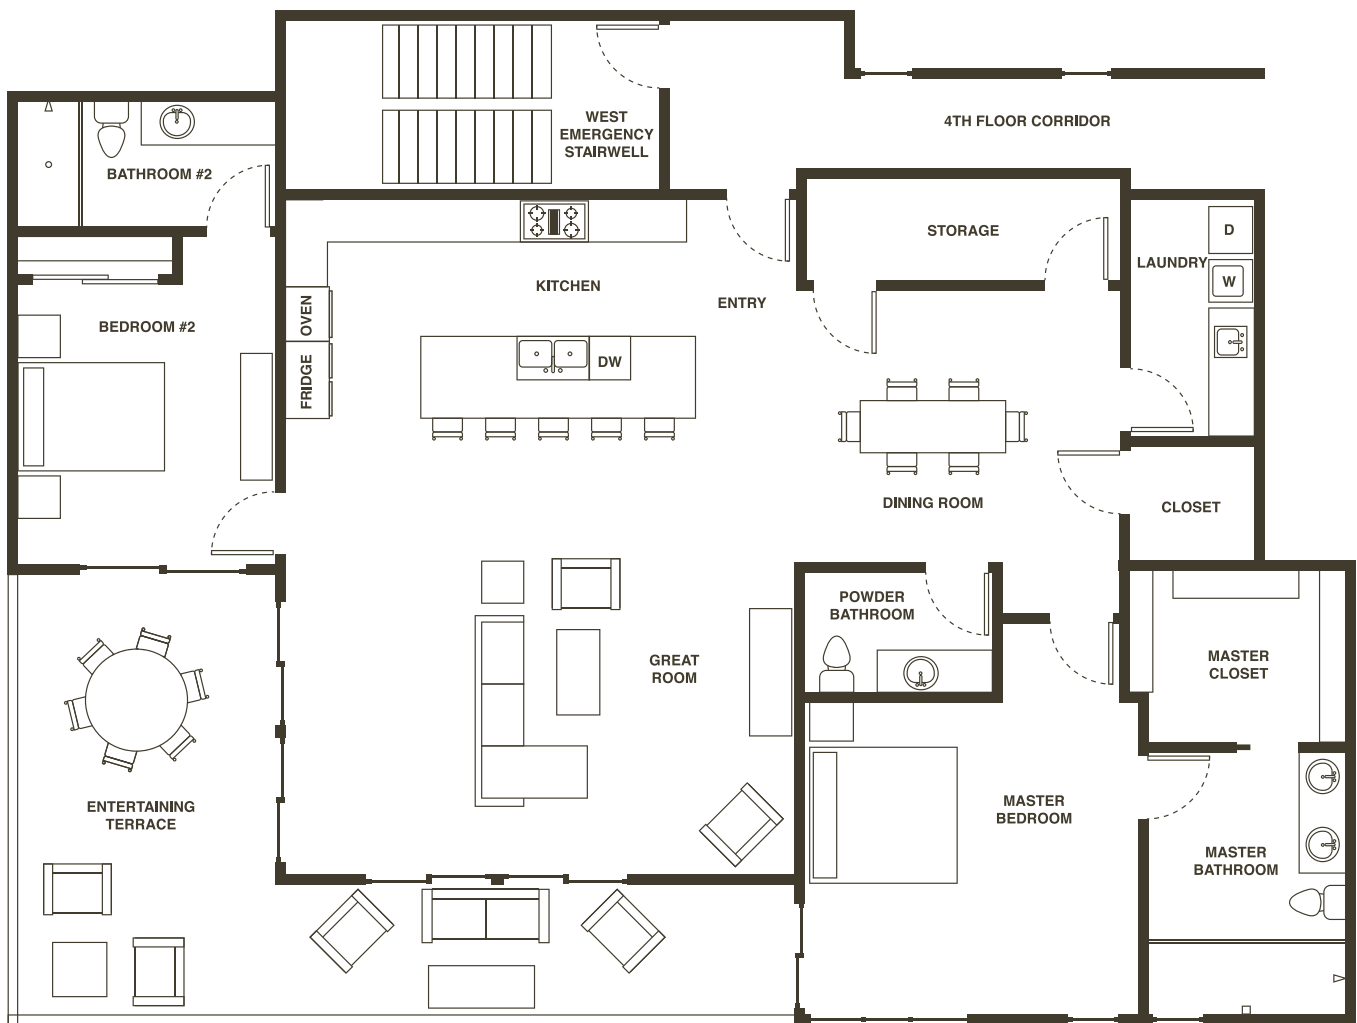 WEST
EMERGENCY
STAIRWELL
4TH FLOOR CORRIDOR
BATHROOM #2
STORAGE
D
LAUNDRY
W
KITCHEN
ENTRY
OVEN
BEDROOM #2
FRIDGE
DW
DINING ROOM
CLOSET
POWDER
BATHROOM
GREAT
ROOM
MASTER
CLOSET
ENTERTAINING
TERRACE
MASTER
BEDROOM
MASTER
BATHROOM